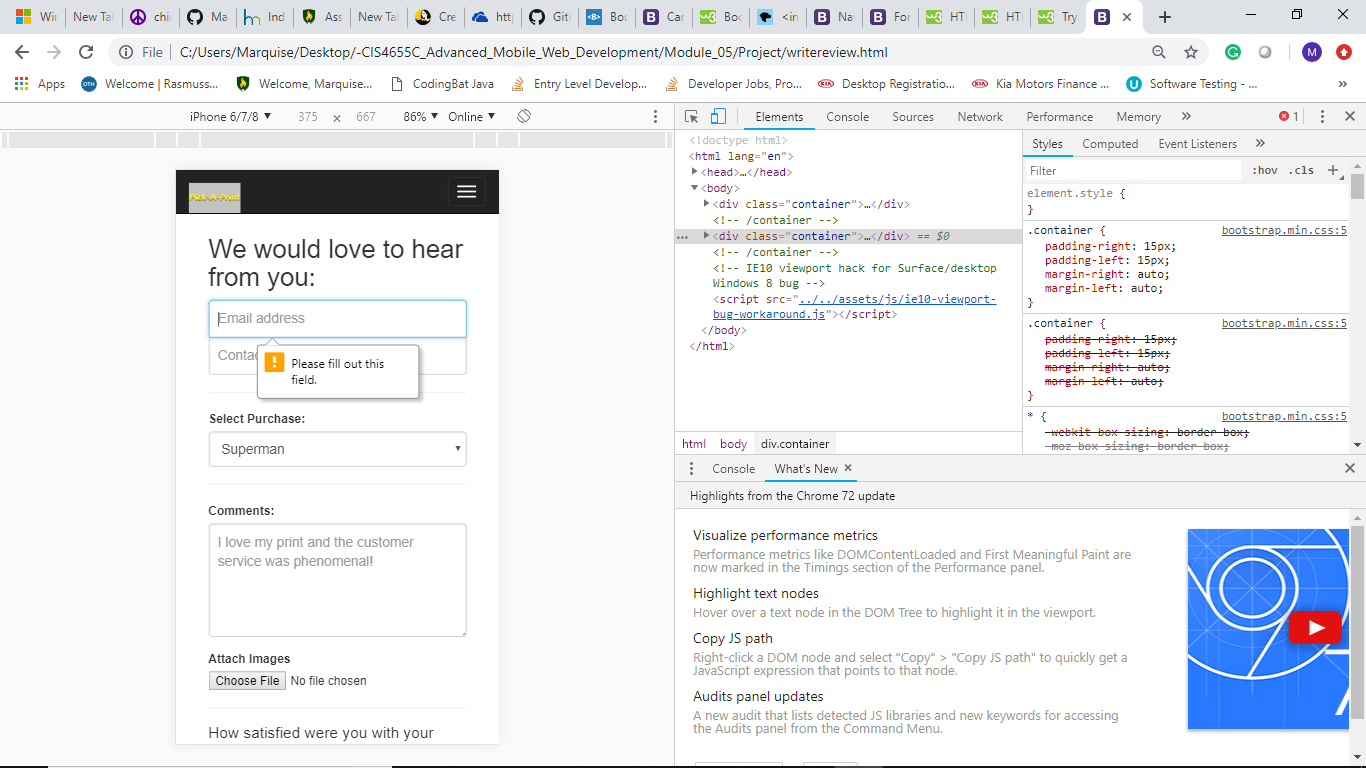 Wir
New Tal
chi
Ma
Ind
Ass
New Tal
Cre
http
Gitl
Boo
Car
Boo
<in
Na
For
HT
HT
Try
File
C:/Users/Marquise/Desktop/-CIS4655C_Advanced_Mobile_Web_Development/Module_05/Project/writereview.html
M
Apps
OTH
Welcome | Rasmuss...
Welcome, Marquise...
CodingBat Java
Entry Level Develop...
Developer Jobs, Pro...
Desktop Registratio...
Kia Motors Finance ...
Software Testing - ...
»
iPhone 6/7/8 ▼ 375 × 667 86% ▼ Online ▼
Elements Console Sources Network Performance Memory » 1
Pick-A-Print
We would love to hear
from you:
Email address
Contac
Please fill out this
field.
Select Purchase:
Superman
Comments:
I love my print and the customer
service was phenomenal!
Attach Images
Choose File No file chosen
How satisfied were you with your
<!doctype html>
<html lang="en">
<head>…</head>
<body>
<div class="container">…</div>
<!-- /container -->
<div class="container">…</div> == $0
<!-- /container -->
<!-- IE10 viewport hack for Surface/desktop
Windows 8 bug -->
<script src="../../assets/js/ie10-viewport-
bug-workaround.js"></script>
</body>
</html>
html body div.container
Styles Computed Event Listeners »
Filter :hov .cls +
element.style {
}
.container { bootstrap.min.css:5
padding-right: 15px;
padding-left: 15px;
margin-right: auto;
margin-left: auto;
}
.container { bootstrap.min.css:5
padding-right: 15px;
padding-left: 15px;
margin-right: auto;
margin-left: auto;
}
* { bootstrap.min.css:5
-webkit-box-sizing: border-box;
-moz-box-sizing: border-box;
Console What's New ×
Highlights from the Chrome 72 update
Visualize performance metrics
Performance metrics like DOMContentLoaded and First Meaningful Paint are
now marked in the Timings section of the Performance panel.
Highlight text nodes
Hover over a text node in the DOM Tree to highlight it in the viewport.
Copy JS path
Right-click a DOM node and select "Copy" > "Copy JS path" to quickly get a
JavaScript expression that points to that node.
Audits panel updates
A new audit that lists detected JS libraries and new keywords for accessing
the Audits panel from the Command Menu.